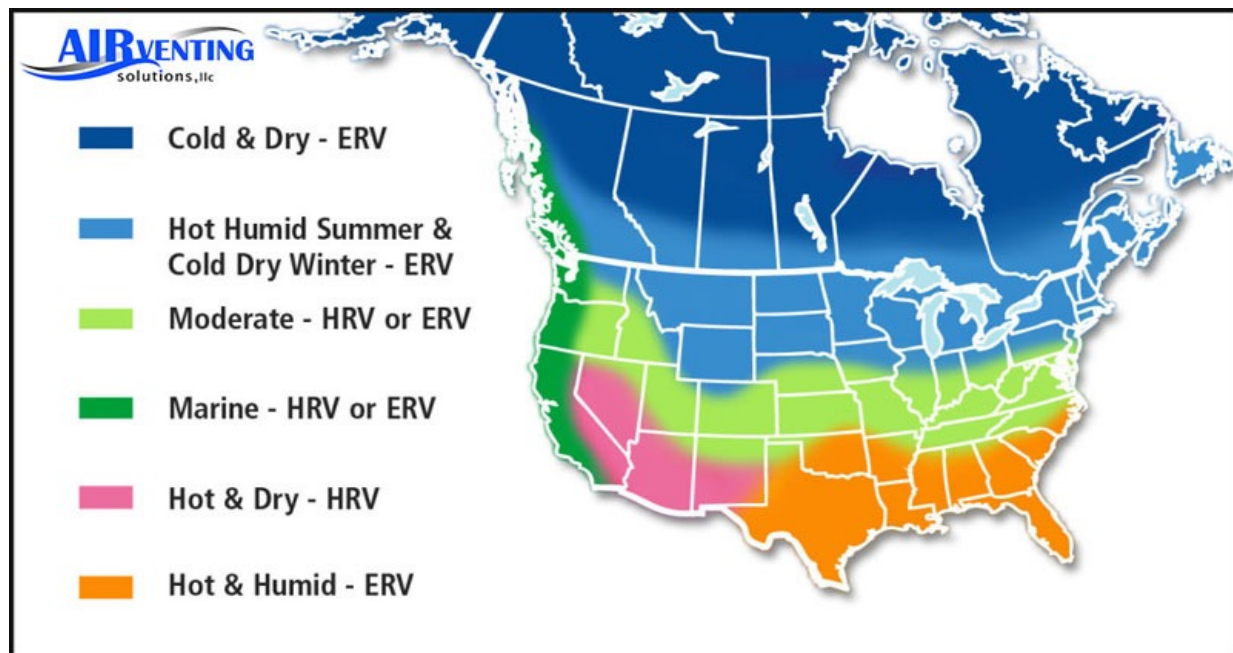 AIRVENTING
solutions,llc
Cold & Dry - ERV
Hot Humid Summer &
Cold Dry Winter - ERV
Moderate - HRV or ERV
Marine - HRV or ERV
Hot & Dry - HRV
Hot & Humid - ERV